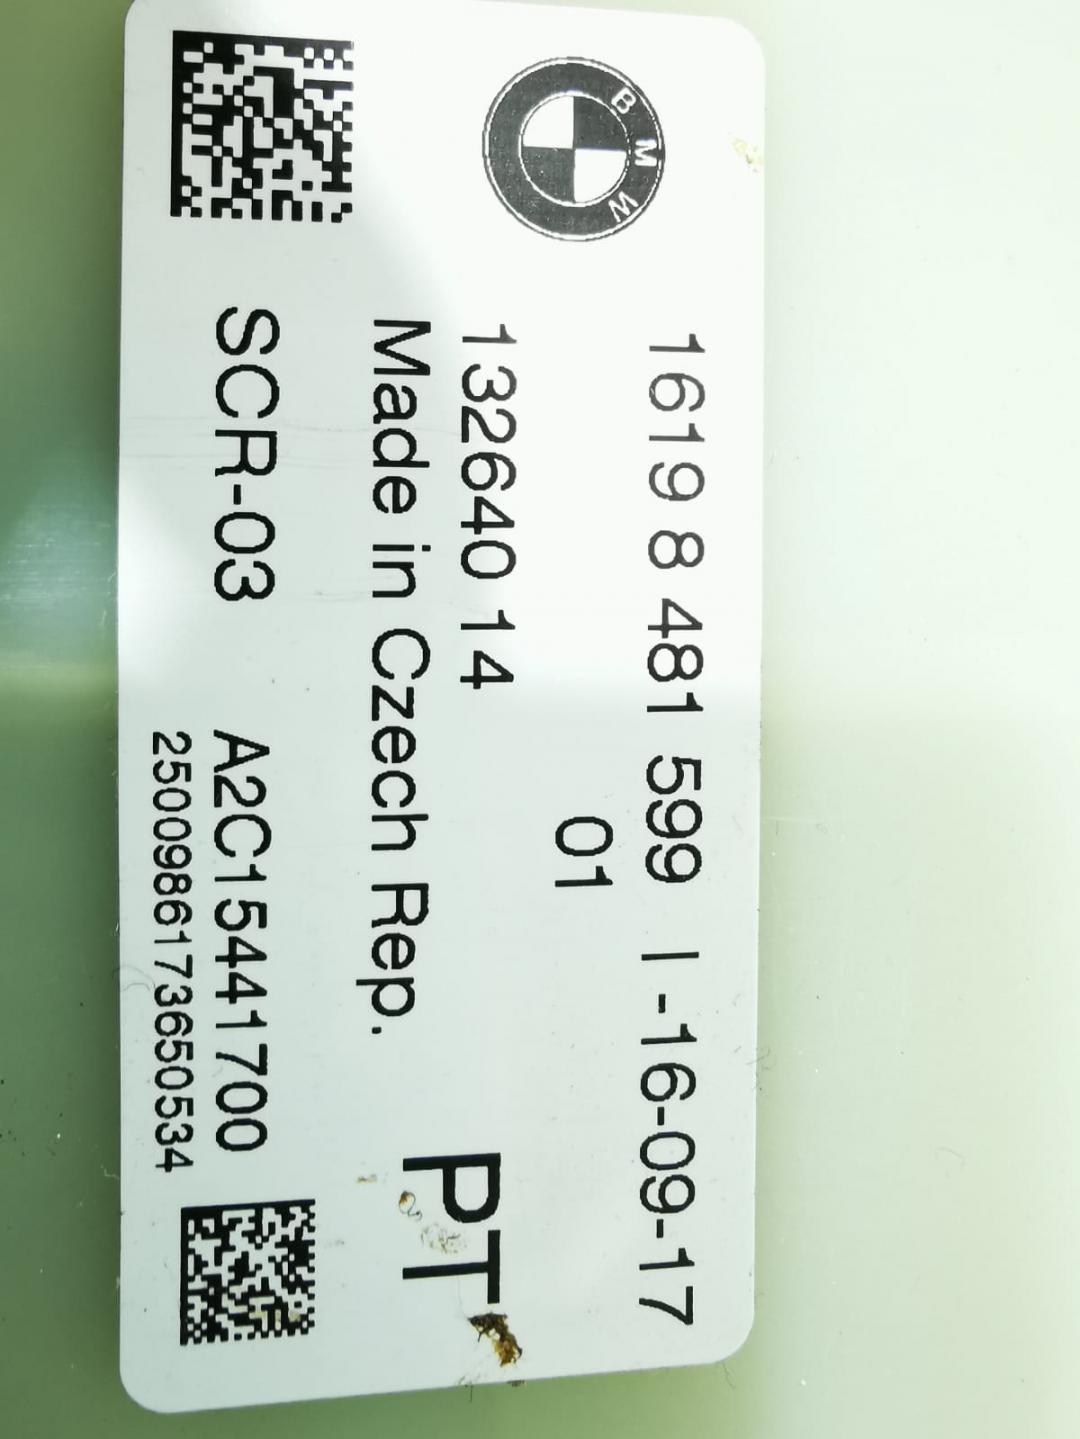 BMW
1619 8 481 599 I -16-09-17
01
132640 14
Made in Czech Rep.
PT
SCR-03 A2C15441700
2500986173650534